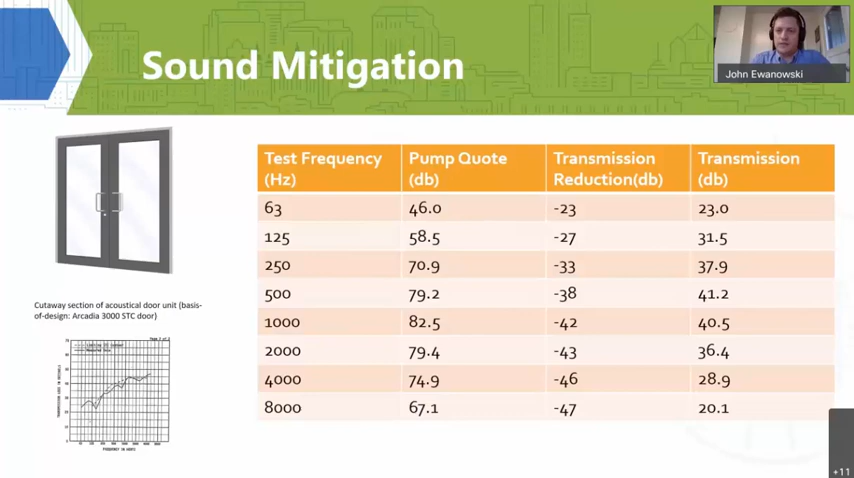 Sound Mitigation
John Ewanowski
Test Frequency (Hz) Pump Quote (db) Transmission Reduction(db) Transmission (db)
63 46.0 -23 23.0
125 58.5 -27 31.5
250 70.9 -33 37.9
500 79.2 -38 41.2
1000 82.5 -42 40.5
2000 79.4 -43 36.4
4000 74.9 -46 28.9
8000 67.1 -47 20.1
Cutaway section of acoustical door unit (basis-
of-design: Arcadia 3000 STC door)
+11